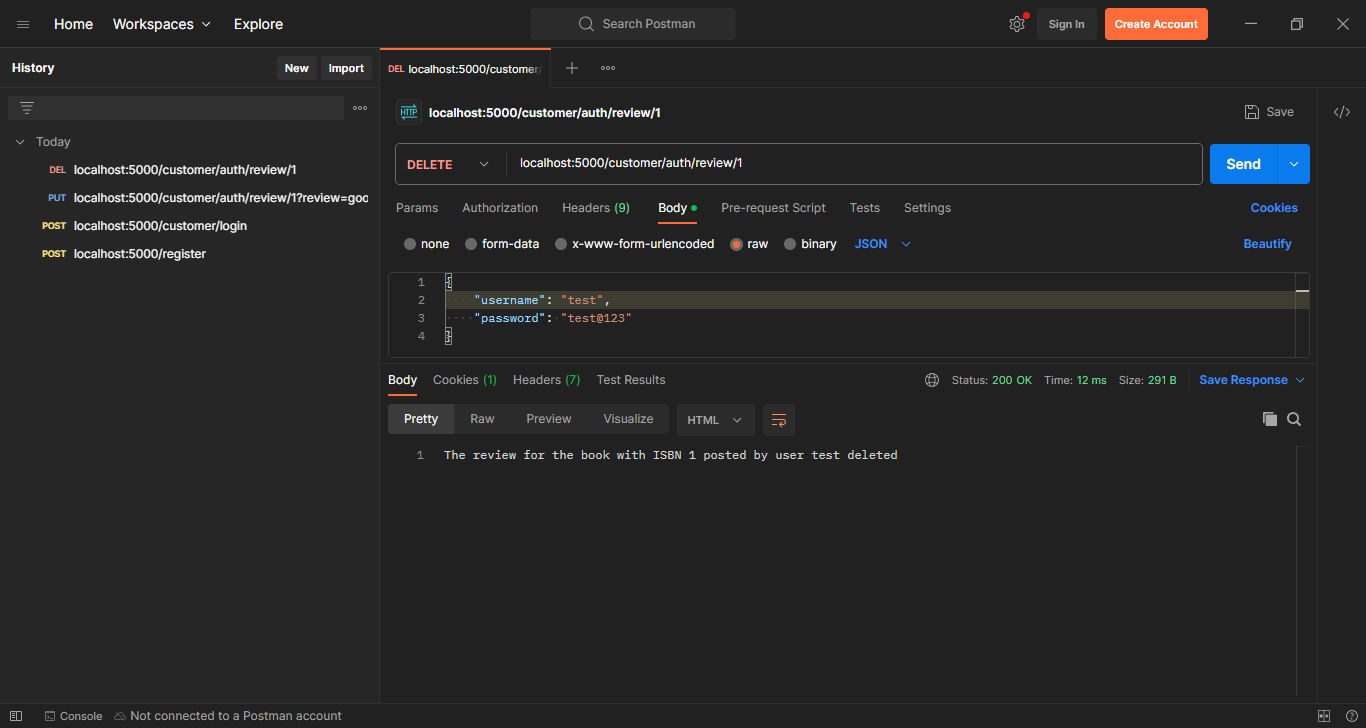 Home Workspaces Explore Search Postman Sign In Create Account
History New Import
DEL localhost:5000/customer/
HTTP localhost:5000/customer/auth/review/1 Save
Today
DEL localhost:5000/customer/auth/review/1
PUT localhost:5000/customer/auth/review/1?review=goo
POST localhost:5000/customer/login
POST localhost:5000/register
DELETE localhost:5000/customer/auth/review/1 Send
Params Authorization Headers (9) Body Pre-request Script Tests Settings Cookies
none form-data x-www-form-urlencoded raw binary JSON Beautify
1 {
2 "username": "test",
3 "password": "test@123"
4 }
Body Cookies (1) Headers (7) Test Results Status: 200 OK Time: 12 ms Size: 291 B Save Response
Pretty Raw Preview Visualize HTML
1 The review for the book with ISBN 1 posted by user test deleted
Console Not connected to a Postman account